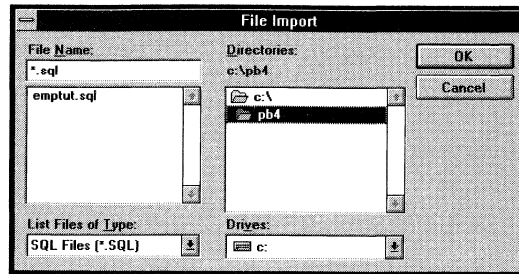 File Import
File Name:
*.sql
emptut.sql
List Files of Type:
SQL Files (*.SQL)
Directories:
c:\pb4
c:\
pb4
Drives:
c:
OK
Cancel